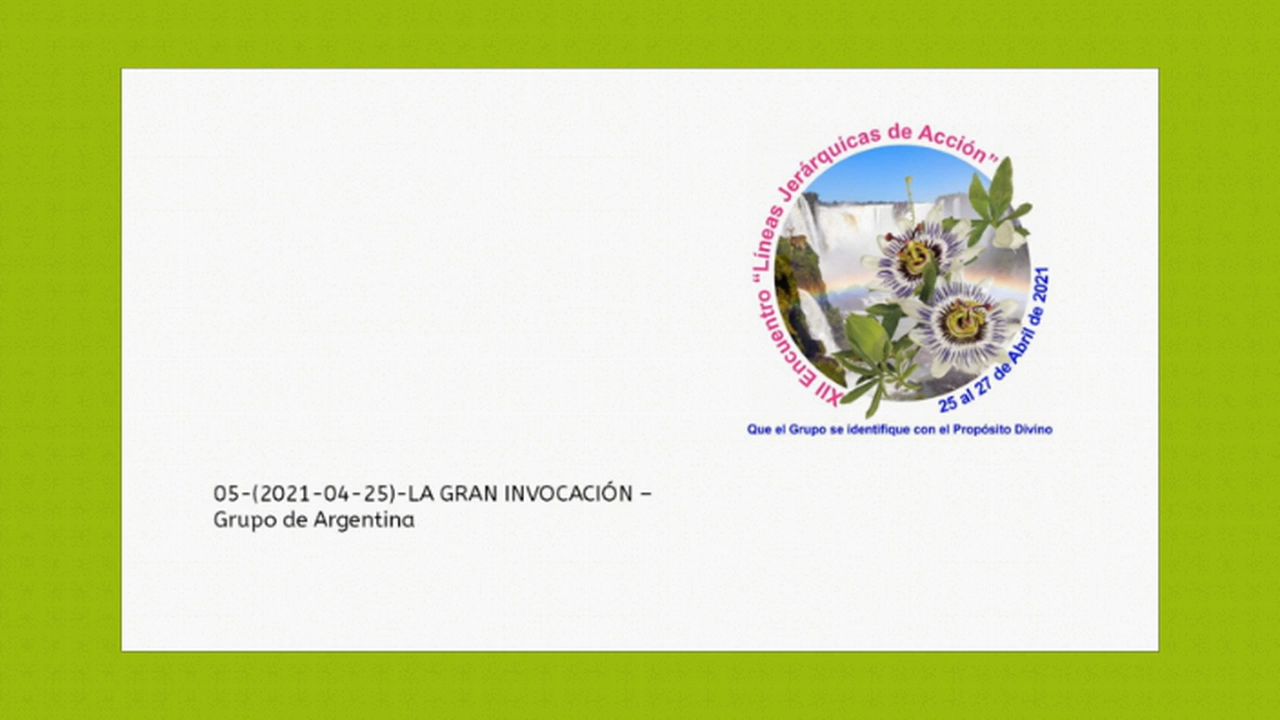 XII Encuentro “Líneas Jerárquicas de Acción”
25 al 27 de Abril de 2021
Que el Grupo se identifique con el Propósito Divino
05-(2021-04-25)-LA GRAN INVOCACIÓN –
Grupo de Argentina